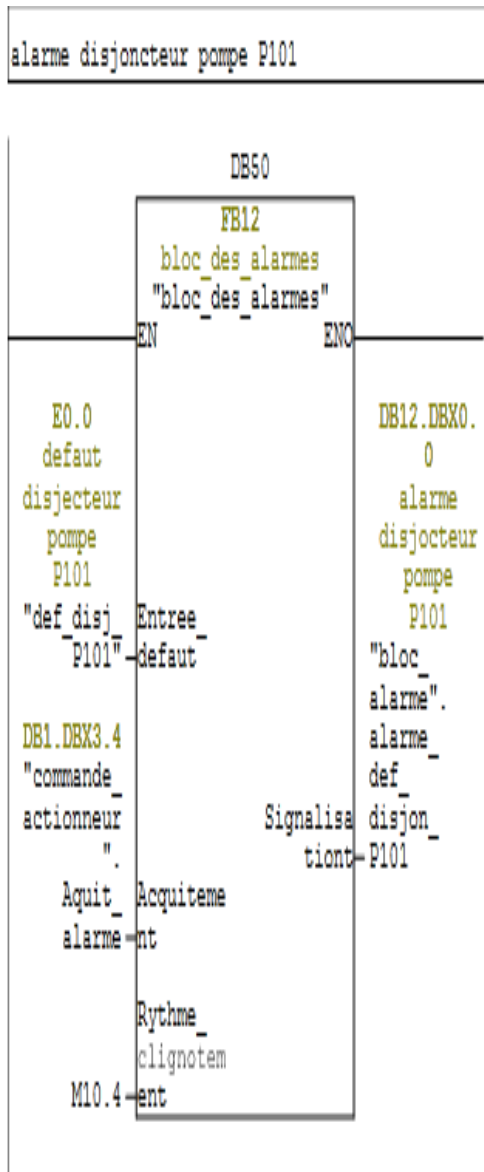 alarme disjoncteur pompe P101
DB50
FB12
bloc_des_alarmes
"bloc_des_alarmes"
EN ENO
E0.0
defaut
disjecteur
pompe
P101
"def_disj_
P101"
Entree_
defaut
DB1.DBX3.4
"commande_
actionneur
".
Aquit_
alarme
Acquiteme
nt
Rythme_
clignotem
ent
M10.4
Signalisa
tiont
DB12.DBX0.
0
alarme
disjocteur
pompe
P101
"bloc_
alarme".
alarme_
def_
disjon_
P101